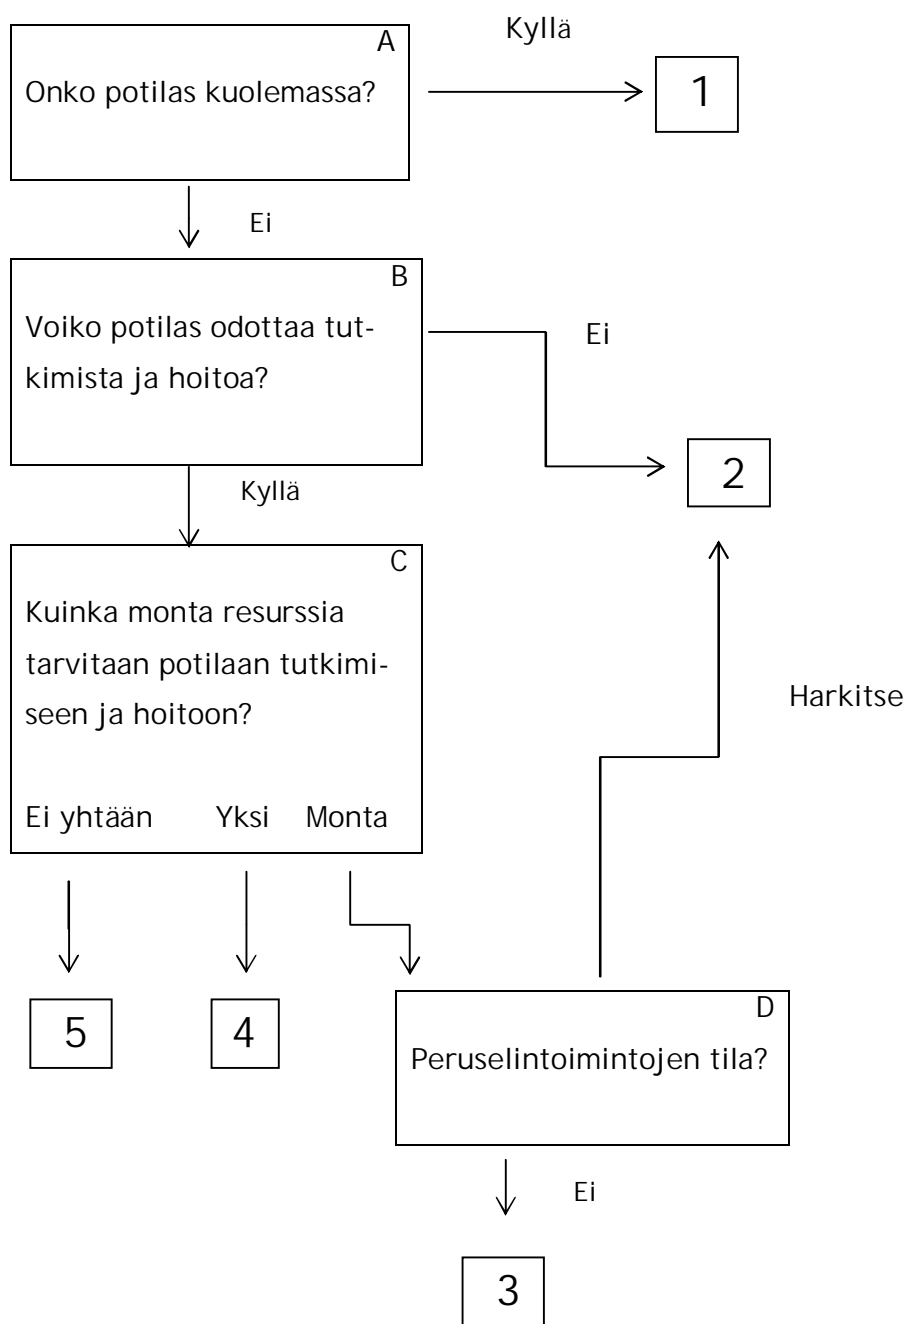 A
Kyllä
Onko potilas kuolemassa?
1
Ei
B
Voiko potilas odottaa tut-
kimista ja hoitoa?
Ei
2
Kyllä
C
Kuinka monta resurssia
tarvitaan potilaan tutkimi-
seen ja hoitoon?
Harkitse
Ei yhtään Yksi Monta
5
4
D
Peruselintoimintojen tila?
Ei
3